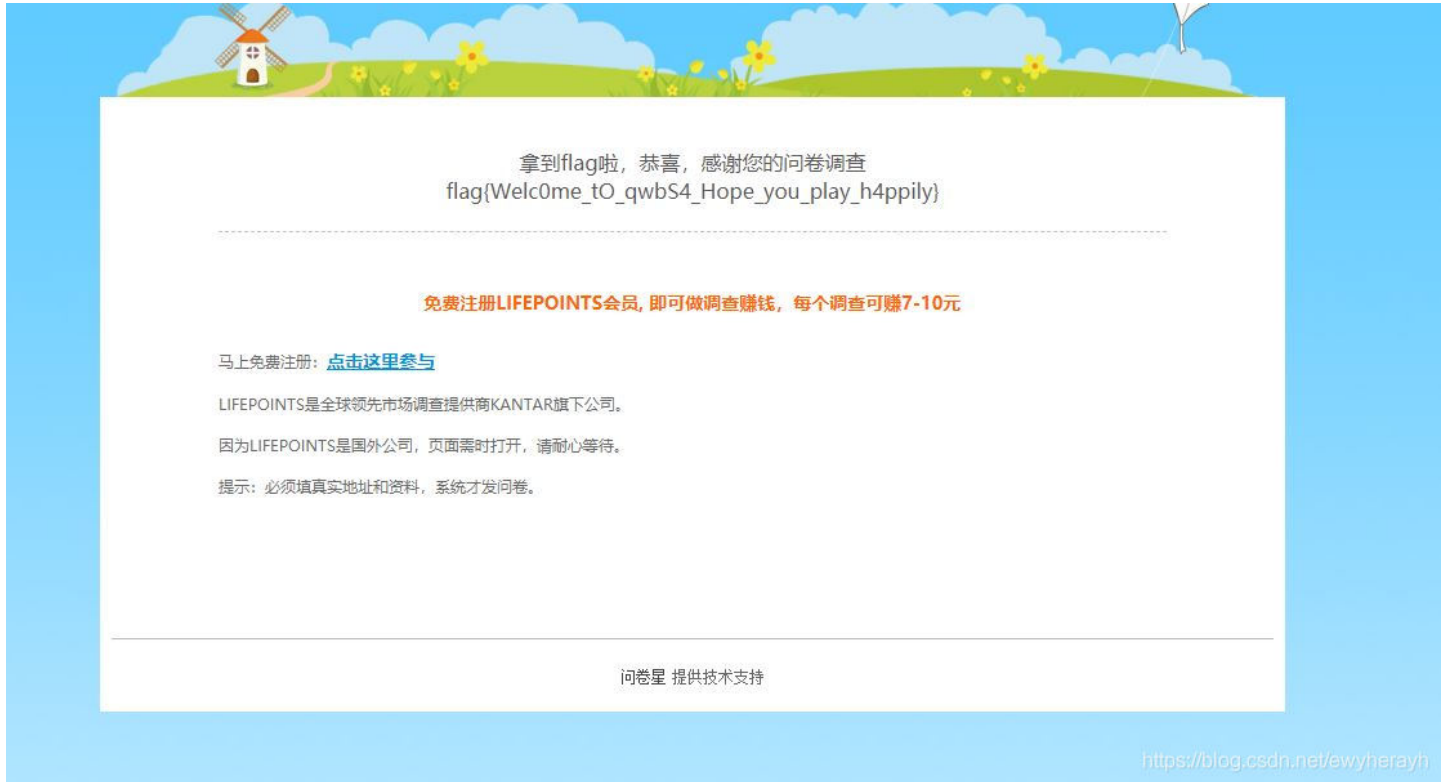 拿到flag啦，恭喜，感谢您的问卷调查
flag{Welc0me_tO_qwbS4_Hope_you_play_h4ppily}
免费注册LIFEPOINTS会员, 即可做调查赚钱，每个调查可赚7-10元
马上免费注册：点击这里参与
LIFEPOINTS是全球领先市场调查提供商KANTAR旗下公司。
因为LIFEPOINTS是国外公司，页面需时打开，请耐心等待。
提示：必须填真实地址和资料，系统才发问卷。
问卷星 提供技术支持
https://blog.csdn.net/ewyherayh